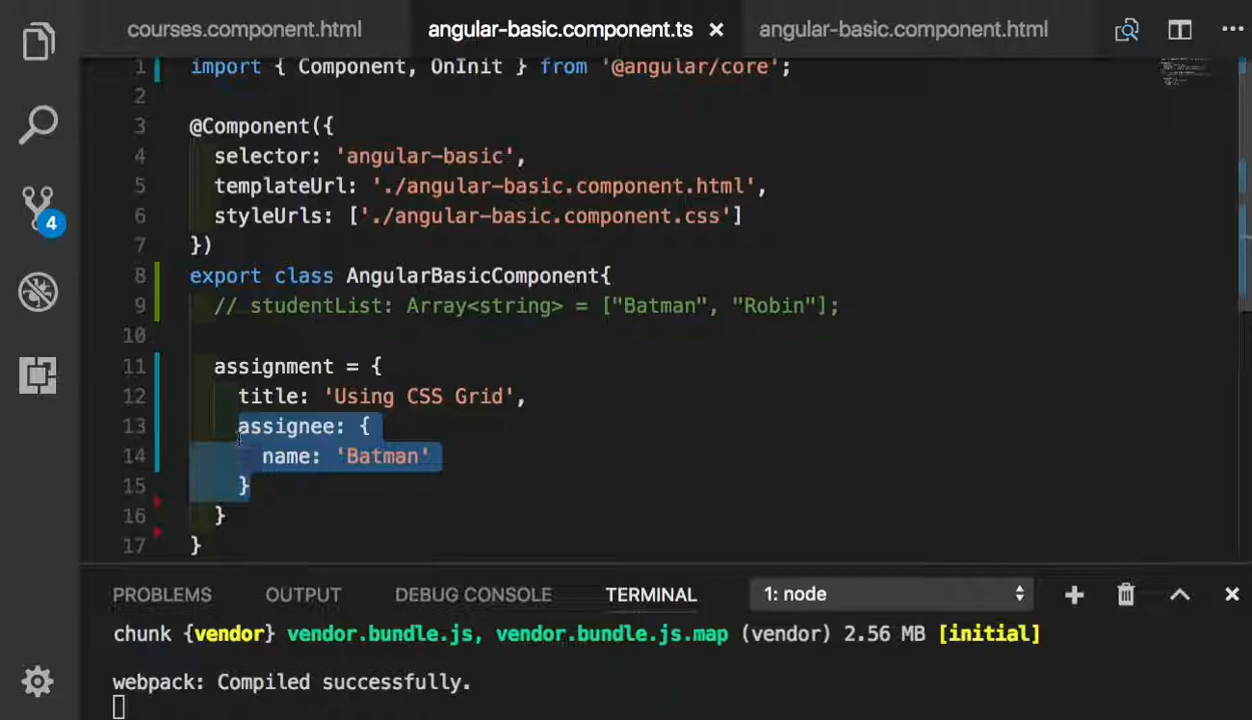 courses.component.html angular-basic.component.ts angular-basic.component.html
1 import { Component, OnInit } from '@angular/core';
2
3 @Component({
4 selector: 'angular-basic',
5 templateUrl: './angular-basic.component.html',
6 styleUrls: ['./angular-basic.component.css']
7 })
8 export class AngularBasicComponent{
9 // studentList: Array<string> = ["Batman", "Robin"];
10
11 assignment = {
12 title: 'Using CSS Grid',
13 assignee: {
14 name: 'Batman'
15 }
16 }
17 }
4
PROBLEMS OUTPUT DEBUG CONSOLE TERMINAL 1: node
chunk {vendor} vendor.bundle.js, vendor.bundle.js.map (vendor) 2.56 MB [initial]
webpack: Compiled successfully.